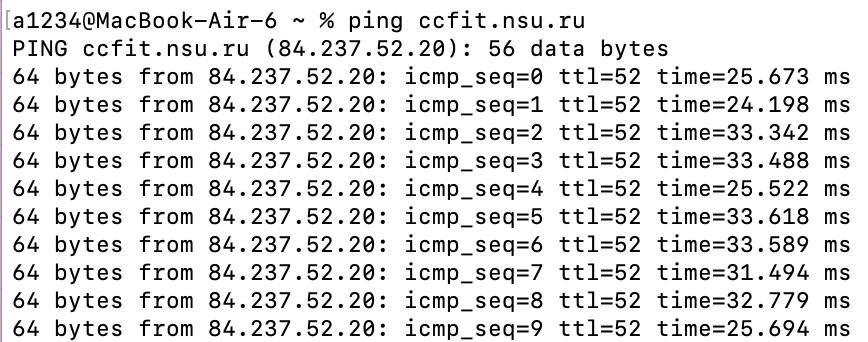 [a1234@MacBook-Air-6 ~ % ping ccfit.nsu.ru
PING ccfit.nsu.ru (84.237.52.20): 56 data bytes
64 bytes from 84.237.52.20: icmp_seq=0 ttl=52 time=25.673 ms
64 bytes from 84.237.52.20: icmp_seq=1 ttl=52 time=24.198 ms
64 bytes from 84.237.52.20: icmp_seq=2 ttl=52 time=33.342 ms
64 bytes from 84.237.52.20: icmp_seq=3 ttl=52 time=33.488 ms
64 bytes from 84.237.52.20: icmp_seq=4 ttl=52 time=25.522 ms
64 bytes from 84.237.52.20: icmp_seq=5 ttl=52 time=33.618 ms
64 bytes from 84.237.52.20: icmp_seq=6 ttl=52 time=33.589 ms
64 bytes from 84.237.52.20: icmp_seq=7 ttl=52 time=31.494 ms
64 bytes from 84.237.52.20: icmp_seq=8 ttl=52 time=32.779 ms
64 bytes from 84.237.52.20: icmp_seq=9 ttl=52 time=25.694 ms